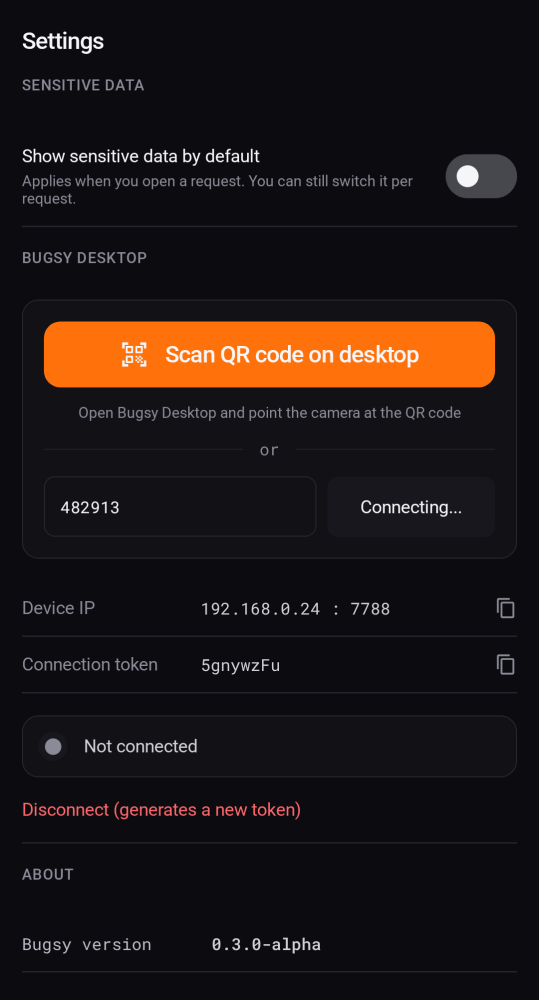 Settings
SENSITIVE DATA
Show sensitive data by default
Applies when you open a request. You can still switch it per
request.
BUGSY DESKTOP
Scan QR code on desktop
Open Bugsy Desktop and point the camera at the QR code
or
482913 Connecting...
Device IP 192.168.0.24 : 7788
Connection token 5gnywzFu
Not connected
Disconnect (generates a new token)
ABOUT
Bugsy version 0.3.0-alpha